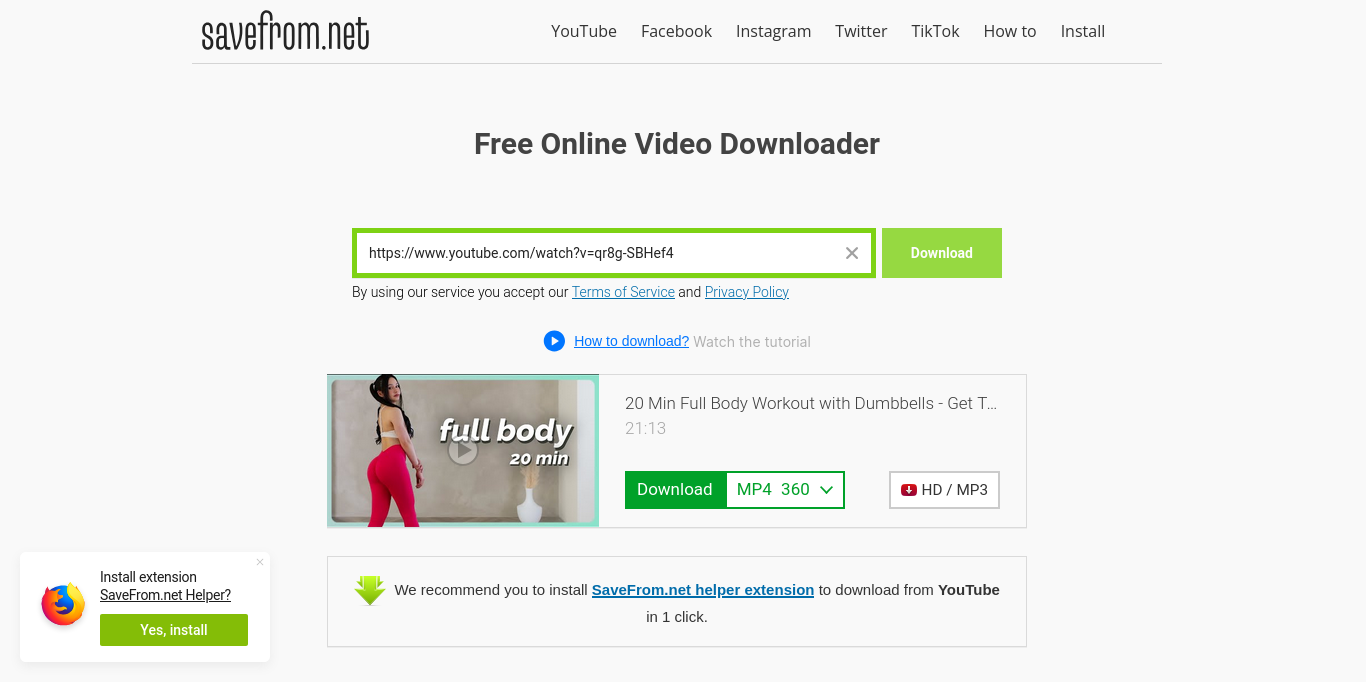 savefrom.net
YouTube Facebook Instagram Twitter TikTok How to Install
Free Online Video Downloader
https://www.youtube.com/watch?v=qr8g-SBHef4
Download
By using our service you accept our Terms of Service and Privacy Policy
How to download? Watch the tutorial
full body
20 min
20 Min Full Body Workout with Dumbbells - Get T...
21:13
Download MP4 360
HD / MP3
We recommend you to install SaveFrom.net helper extension to download from YouTube
in 1 click.
Install extension
SaveFrom.net Helper?
Yes, install